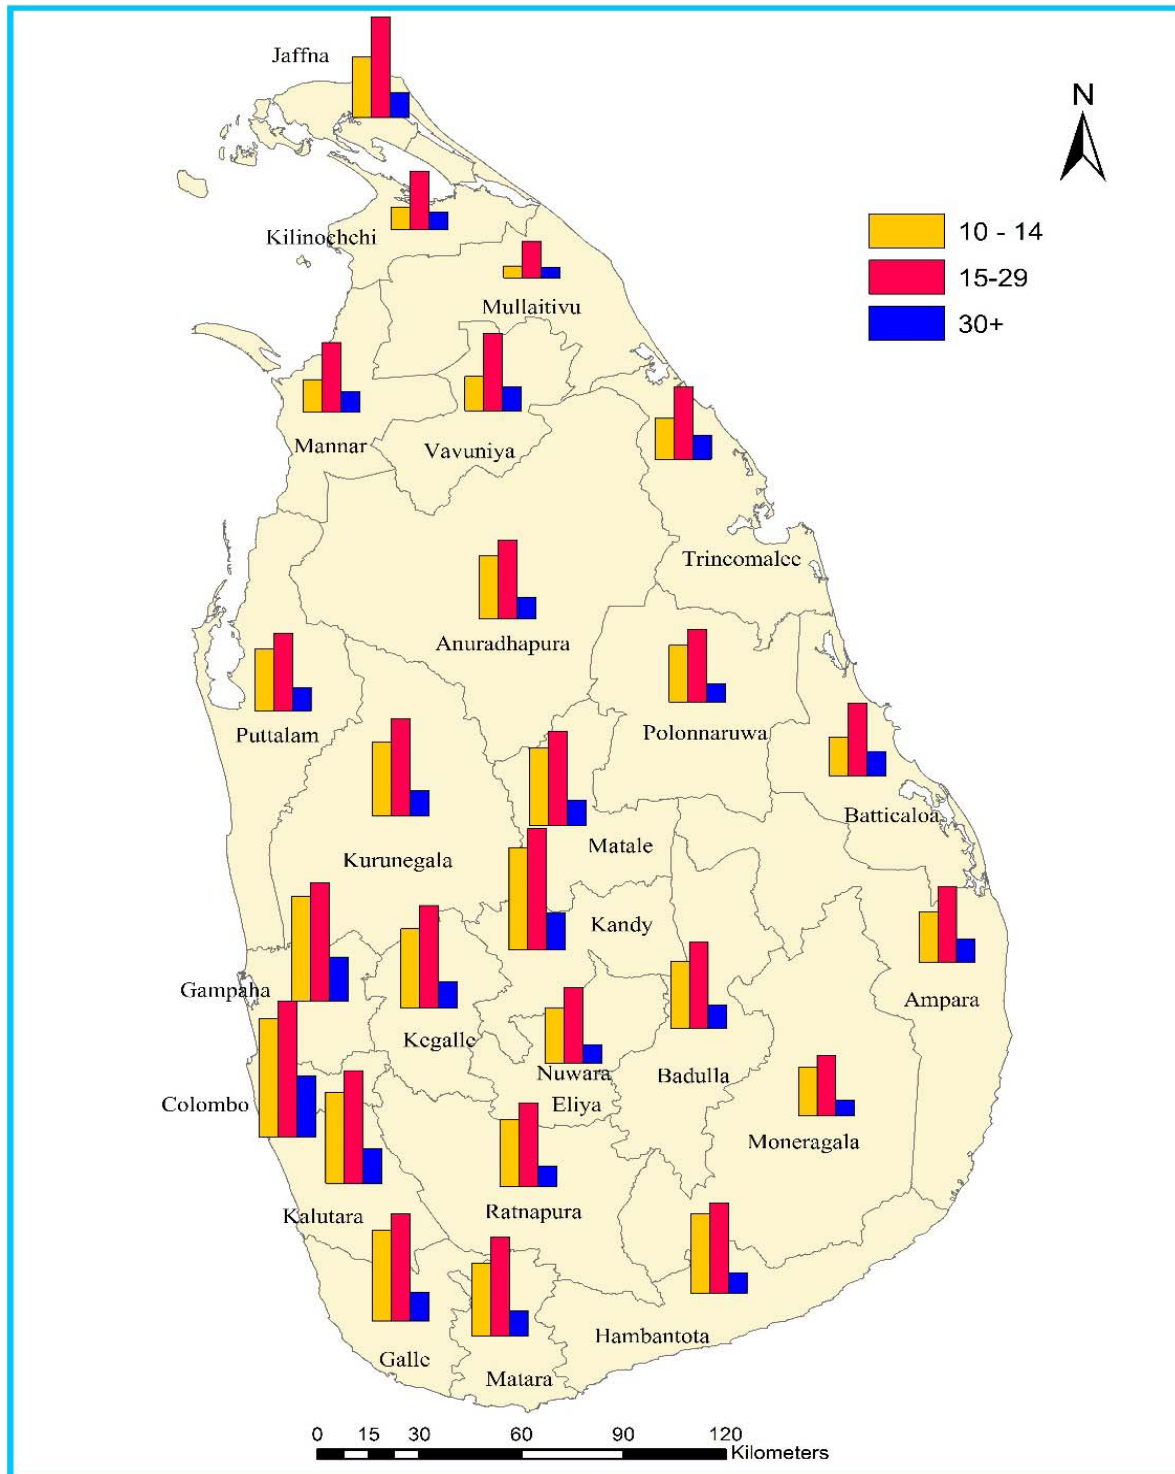 Jaffna
N
10 - 14
15-29
30+
Kilinochchi
Mullaitivu
Mannar
Vavuniya
Trincomalee
Anuradhapura
Puttalam
Polonnaruwa
Batticaloa
Matale
Kurunegala
Kandy
Gampaha
Ampara
Kegalle
Nuwara
Eliya
Badulla
Colombo
Moneragala
Kalutara
Ratnapura
Hambantota
Galle
Matara
0 15 30 60 90 120
Kilometers